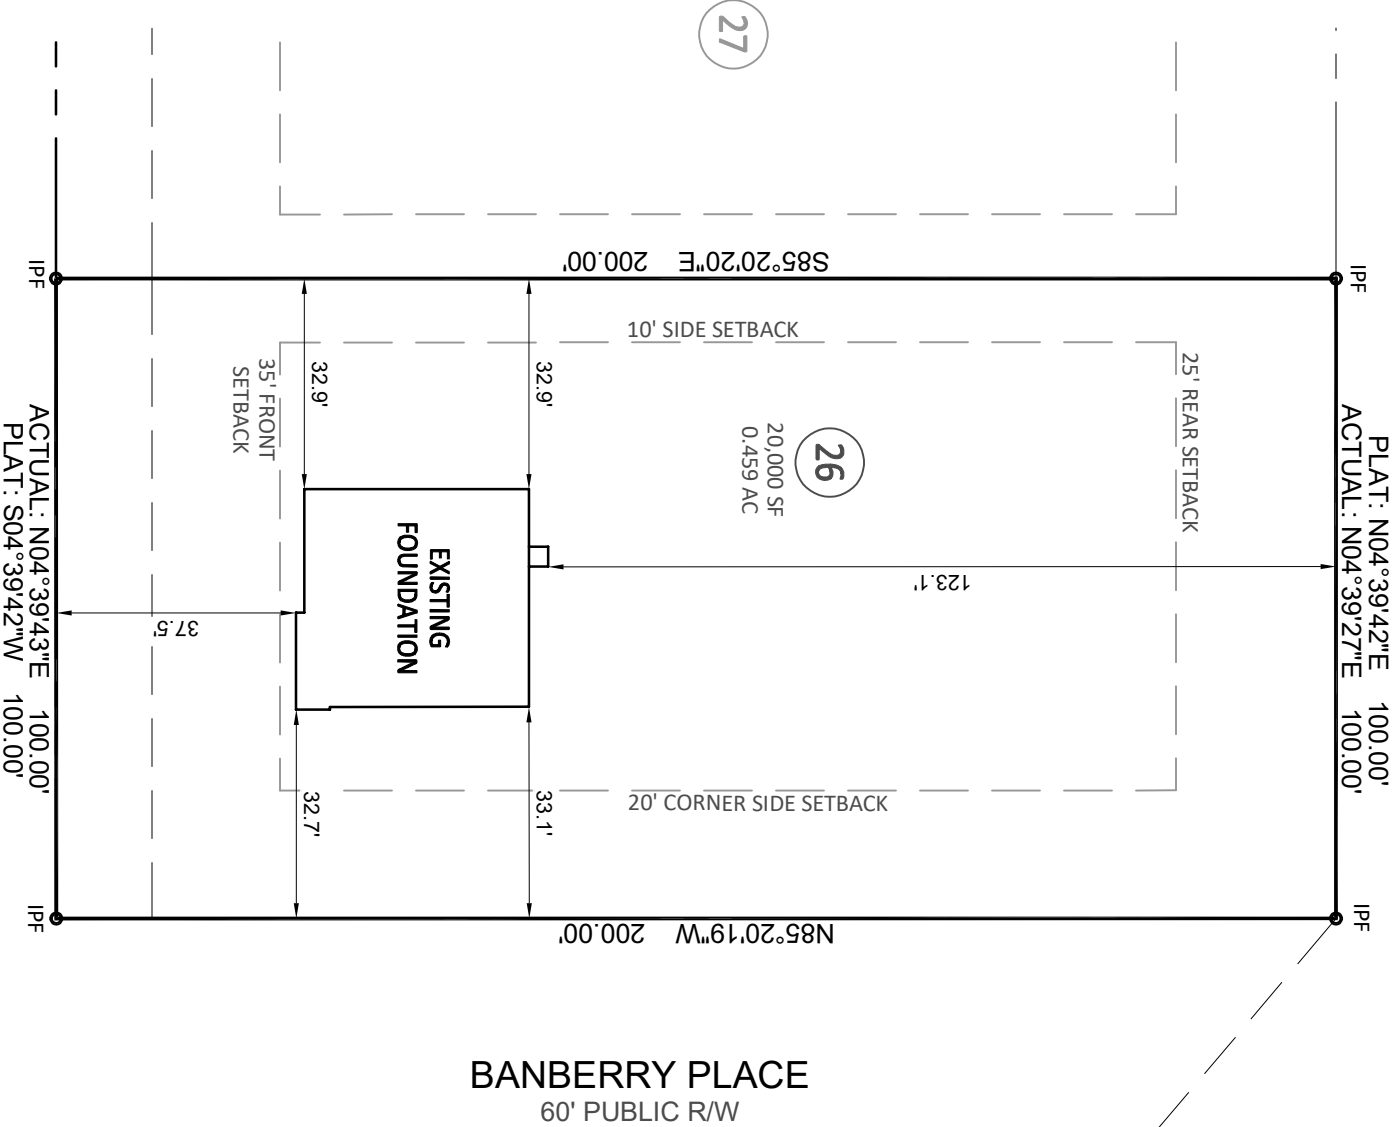 27
S85°20'20"E 200.00'
IPF
IPF
10' SIDE SETBACK
32.9'
32.9'
35' FRONT
SETBACK
25' REAR SETBACK
26
20,000 SF
0.459 AC
PLAT: N04°39'42"E 100.00'
ACTUAL: N04°39'27"E 100.00'
ACTUAL: N04°39'43"E 100.00'
PLAT: S04°39'42"W 100.00'
EXISTING
FOUNDATION
123.1'
37.5'
32.7'
33.1'
20' CORNER SIDE SETBACK
IPF
IPF
N85°20'19"W 200.00'
BANBERRY PLACE
60' PUBLIC R/W